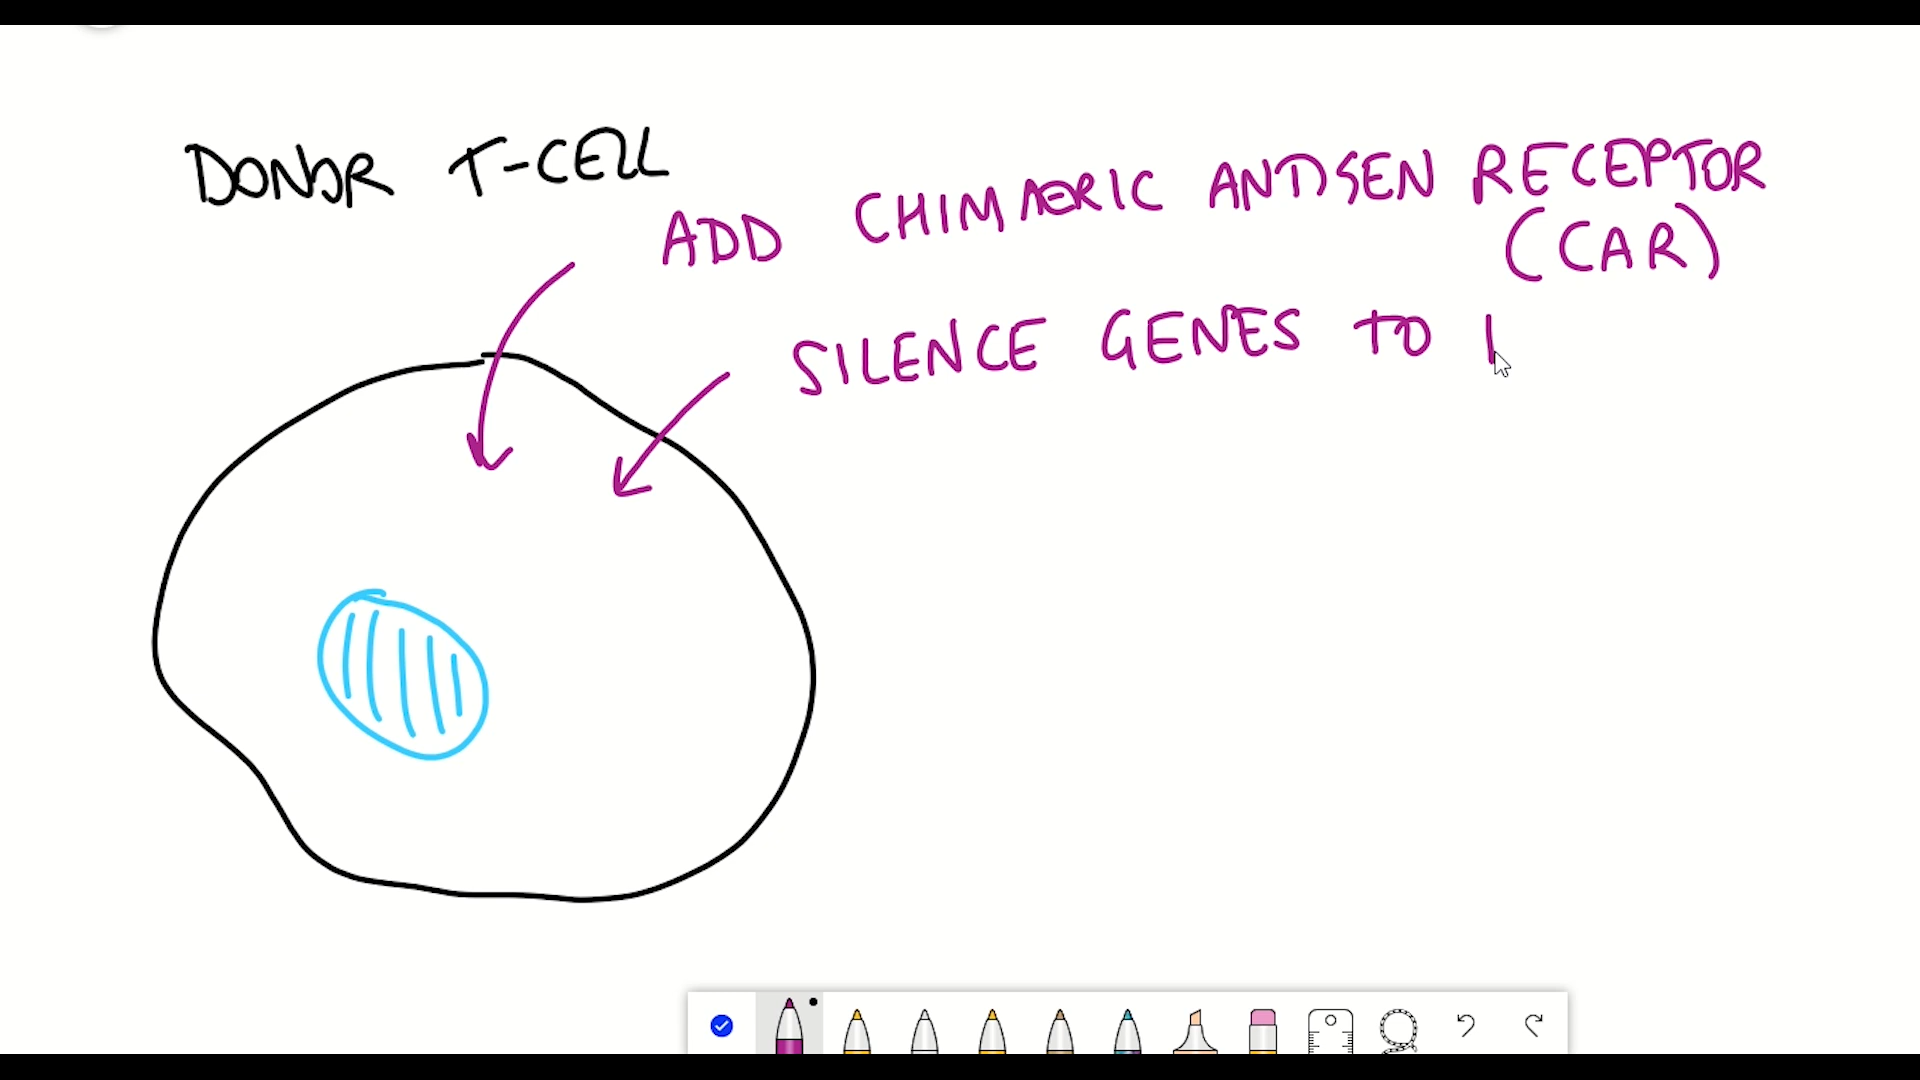 DONOR T-CELL
ADD CHIMAERIC ANTIGEN RECEPTOR
(CAR)
SILENCE GENES TO